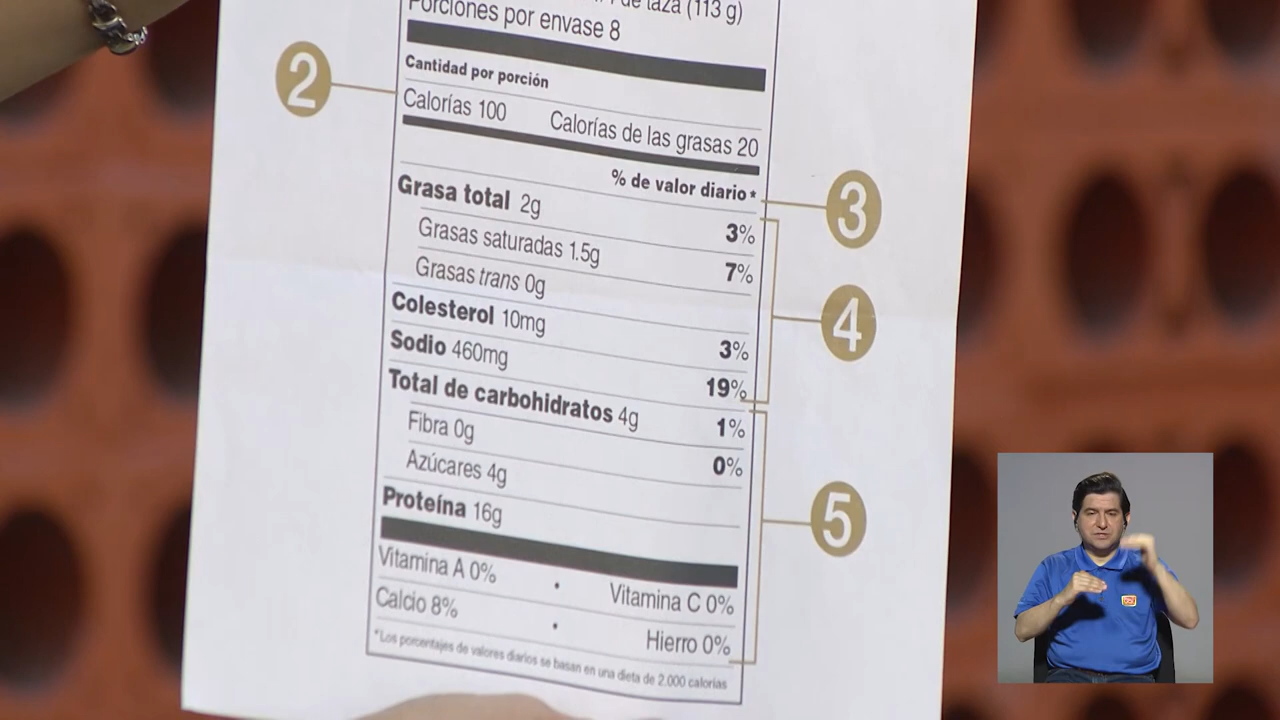 de taza (113 g)
Porciones por envase 8
2
Cantidad por porción
Calorías 100 Calorías de las grasas 20
% de valor diario*
3
Grasa total 2g 3%
Grasas saturadas 1.5g 7%
Grasas trans 0g
4
Colesterol 10mg 3%
Sodio 460mg 19%
Total de carbohidratos 4g 1%
Fibra 0g 0%
Azúcares 4g
5
Proteína 16g
Vitamina A 0% • Vitamina C 0%
Calcio 8% • Hierro 0%
*Los porcentajes de valores diarios se basan en una dieta de 2.000 calorías